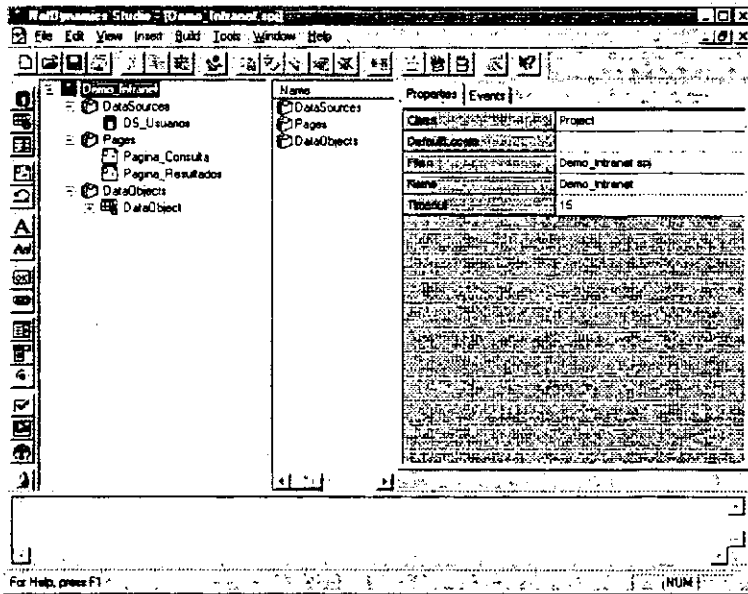 NetDynamics Studio - [Demo_Intranet.spj]
File Edit View Insert Build Tools Window Help
Demo_Intranet
DataSources
DS_Usuarios
Pages
Pagina_Consulta
Pagina_Resultados
DataObjects
DataObject
Name
DataSources
Pages
DataObjects
Properties Events
Class Project
DefaultLocale
File Demo_Intranet.spj
Name Demo_Intranet
Timeout 15
For Help, press F1
NUM